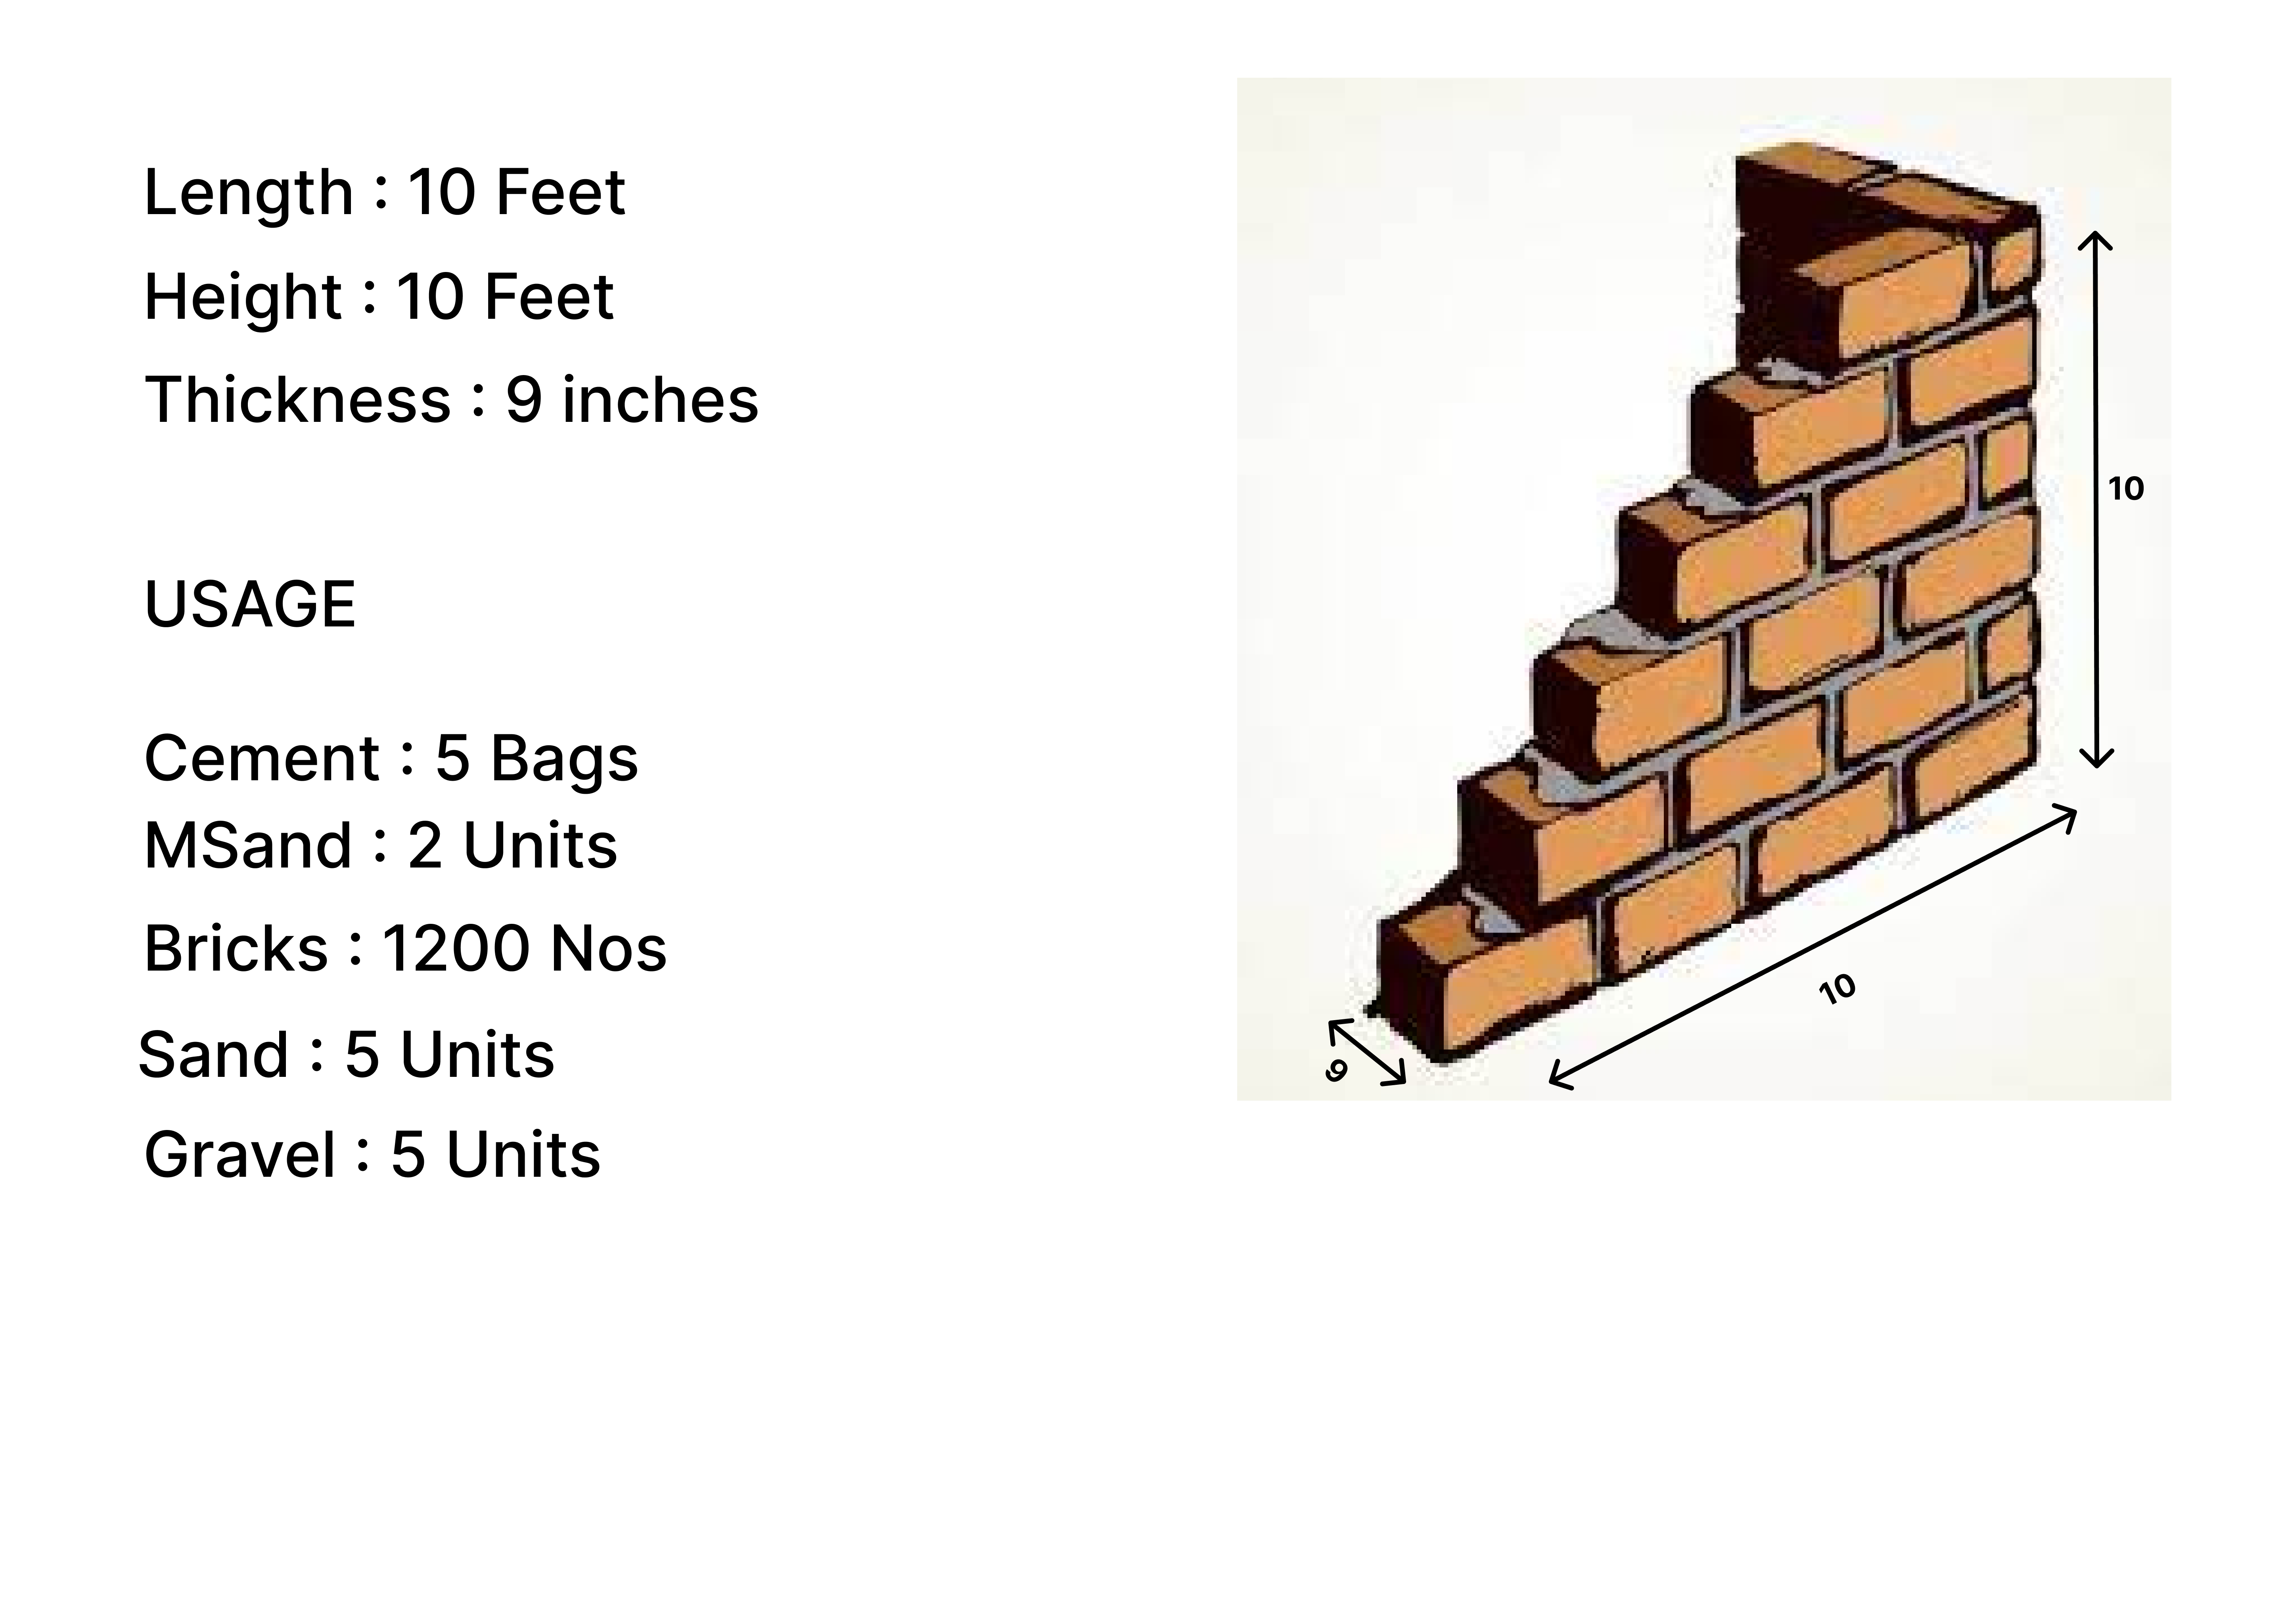 Length : 10 Feet
Height : 10 Feet
Thickness : 9 inches
USAGE
Cement : 5 Bags
MSand : 2 Units
Bricks : 1200 Nos
Sand : 5 Units
Gravel : 5 Units
10
10
9